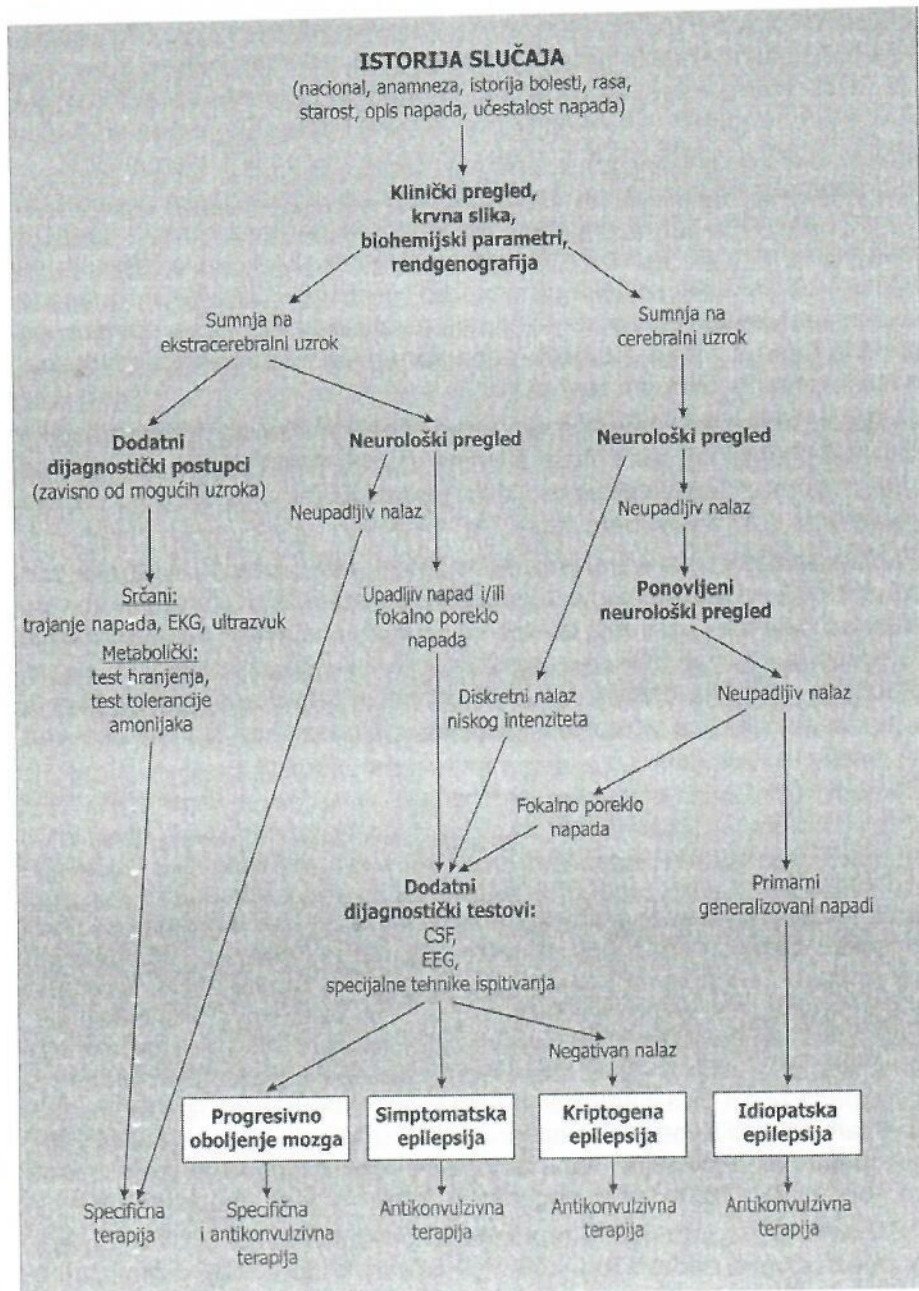 ISTORIJA SLUČAJA
(nacional, anamneza, istorija bolesti, rasa,
starost, opis napada, učestalost napada)
Klinički pregled,
krvna slika,
biohemijski parametri,
rendgenografija
Sumnja na
ekstracerebralni uzrok
Sumnja na
cerebralni uzrok
Dodatni
dijagnostički postupci
(zavisno od mogućih uzroka)
Neurološki pregled
Neurološki pregled
Neupadljiv nalaz
Neupadljiv nalaz
Srčani:
trajanje napada, EKG, ultrazvuk
Metabolički:
test hranjenja,
test tolerancije
amonijaka
Upadljiv napad i/ili
fokalno poreklo
napada
Ponovljeni
neurološki pregled
Diskretni nalaz
niskog intenziteta
Neupadljiv nalaz
Fokalno poreklo
napada
Dodatni
dijagnostički testovi:
CSF,
EEG,
specijalne tehnike ispitivanja
Primarni
generalizovani napadi
Negativan nalaz
Progresivno
oboljenje mozga
Simptomatska
epilepsija
Kriptogena
epilepsija
Idiopatska
epilepsija
Specifična
terapija
Specifična
i antikonvulzivna
terapija
Antikonvulzivna
terapija
Antikonvulzivna
terapija
Antikonvulzivna
terapija